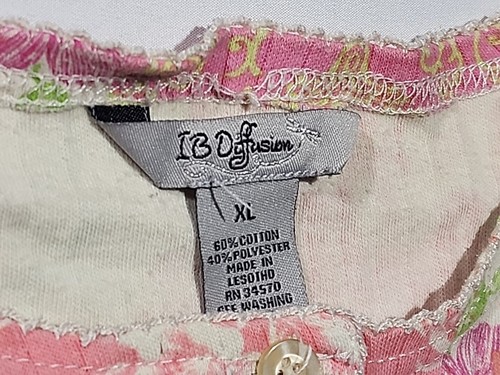 IB Diffusion
XL
60% COTTON
40% POLYESTER
MADE IN
LESOTHO
RN 34570
SEE WASHING